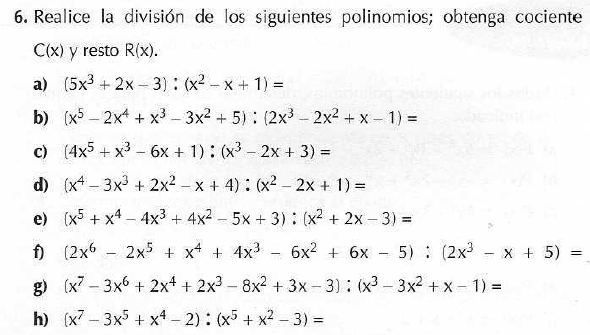 6. Realice la división de los siguientes polinomios; obtenga cociente
C(x) y resto R(x).
a) (5x³ + 2x – 3) : (x² – x + 1) =
b) (x⁵ – 2x⁴ + x³ – 3x² + 5) : (2x³ – 2x² + x – 1) =
c) (4x⁵ + x³ – 6x + 1) : (x³ – 2x + 3) =
d) (x⁴ – 3x³ + 2x² – x + 4) : (x² – 2x + 1) =
e) (x⁵ + x⁴ – 4x³ + 4x² – 5x + 3) : (x² + 2x – 3) =
f) (2x⁶ – 2x⁵ + x⁴ + 4x³ – 6x² + 6x – 5) : (2x³ – x + 5) =
g) (x⁷ – 3x⁶ + 2x⁴ + 2x³ – 8x² + 3x – 3) : (x³ – 3x² + x – 1) =
h) (x⁷ – 3x⁵ + x⁴ – 2) : (x⁵ + x² – 3) =